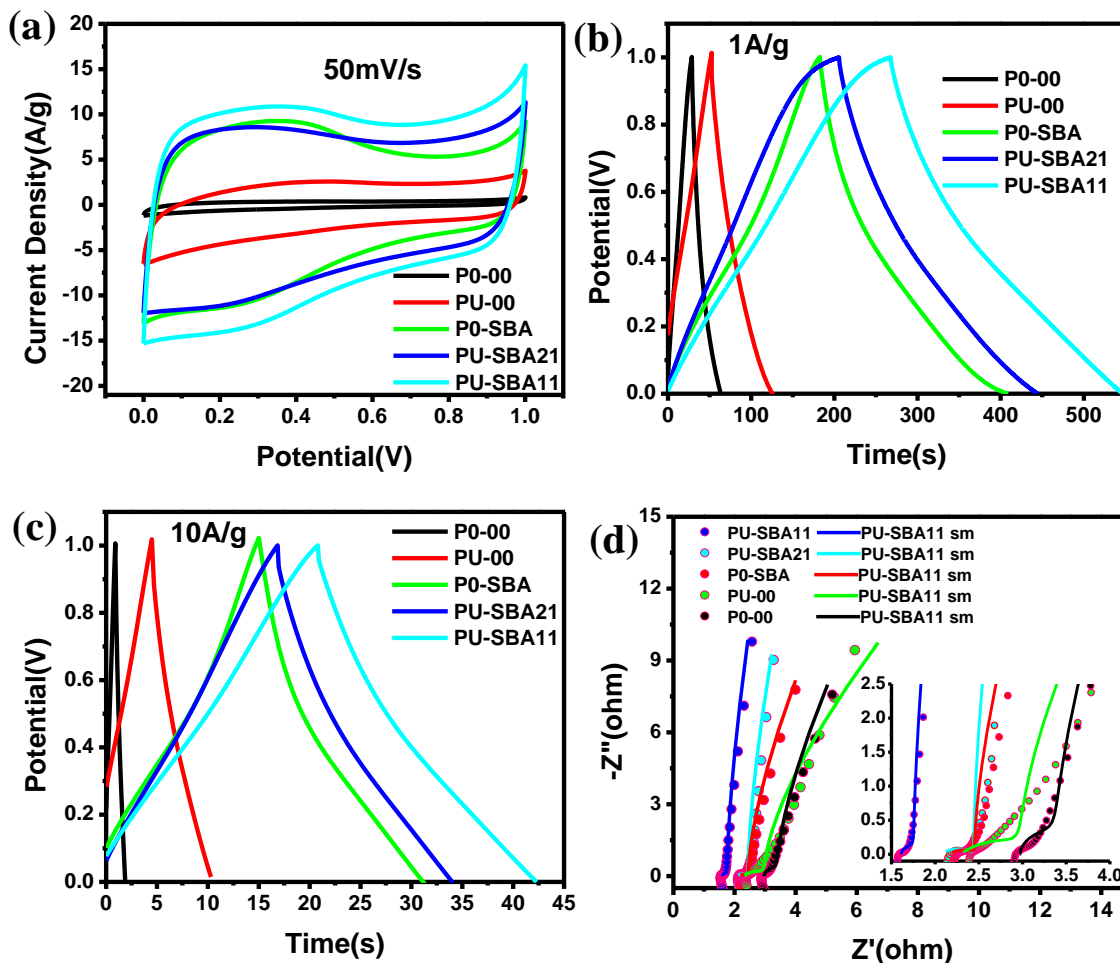 (a)
50mV/s
Current Density(A/g)
20
15
10
5
0
-5
-10
-15
-20
P0-00
PU-00
P0-SBA
PU-SBA21
PU-SBA11
0.0 0.2 0.4 0.6 0.8 1.0
Potential(V)
(b)
1A/g
Potential(V)
1.0
0.8
0.6
0.4
0.2
0.0
P0-00
PU-00
P0-SBA
PU-SBA21
PU-SBA11
0 100 200 300 400 500
Time(s)
(c)
10A/g
Potential(V)
1.0
0.8
0.6
0.4
0.2
0.0
P0-00
PU-00
P0-SBA
PU-SBA21
PU-SBA11
0 5 10 15 20 25 30 35 40 45
Time(s)
(d)
-Z''(ohm)
15
12
9
6
3
0
PU-SBA11 PU-SBA11 sm
PU-SBA21 PU-SBA11 sm
P0-SBA PU-SBA11 sm
PU-00 PU-SBA11 sm
P0-00 PU-SBA11 sm
2.5
2.0
1.5
1.0
0.5
0.0
1.5 2.0 2.5 3.0 3.5 4.0
0 2 4 6 8 10 12 14
Z'(ohm)